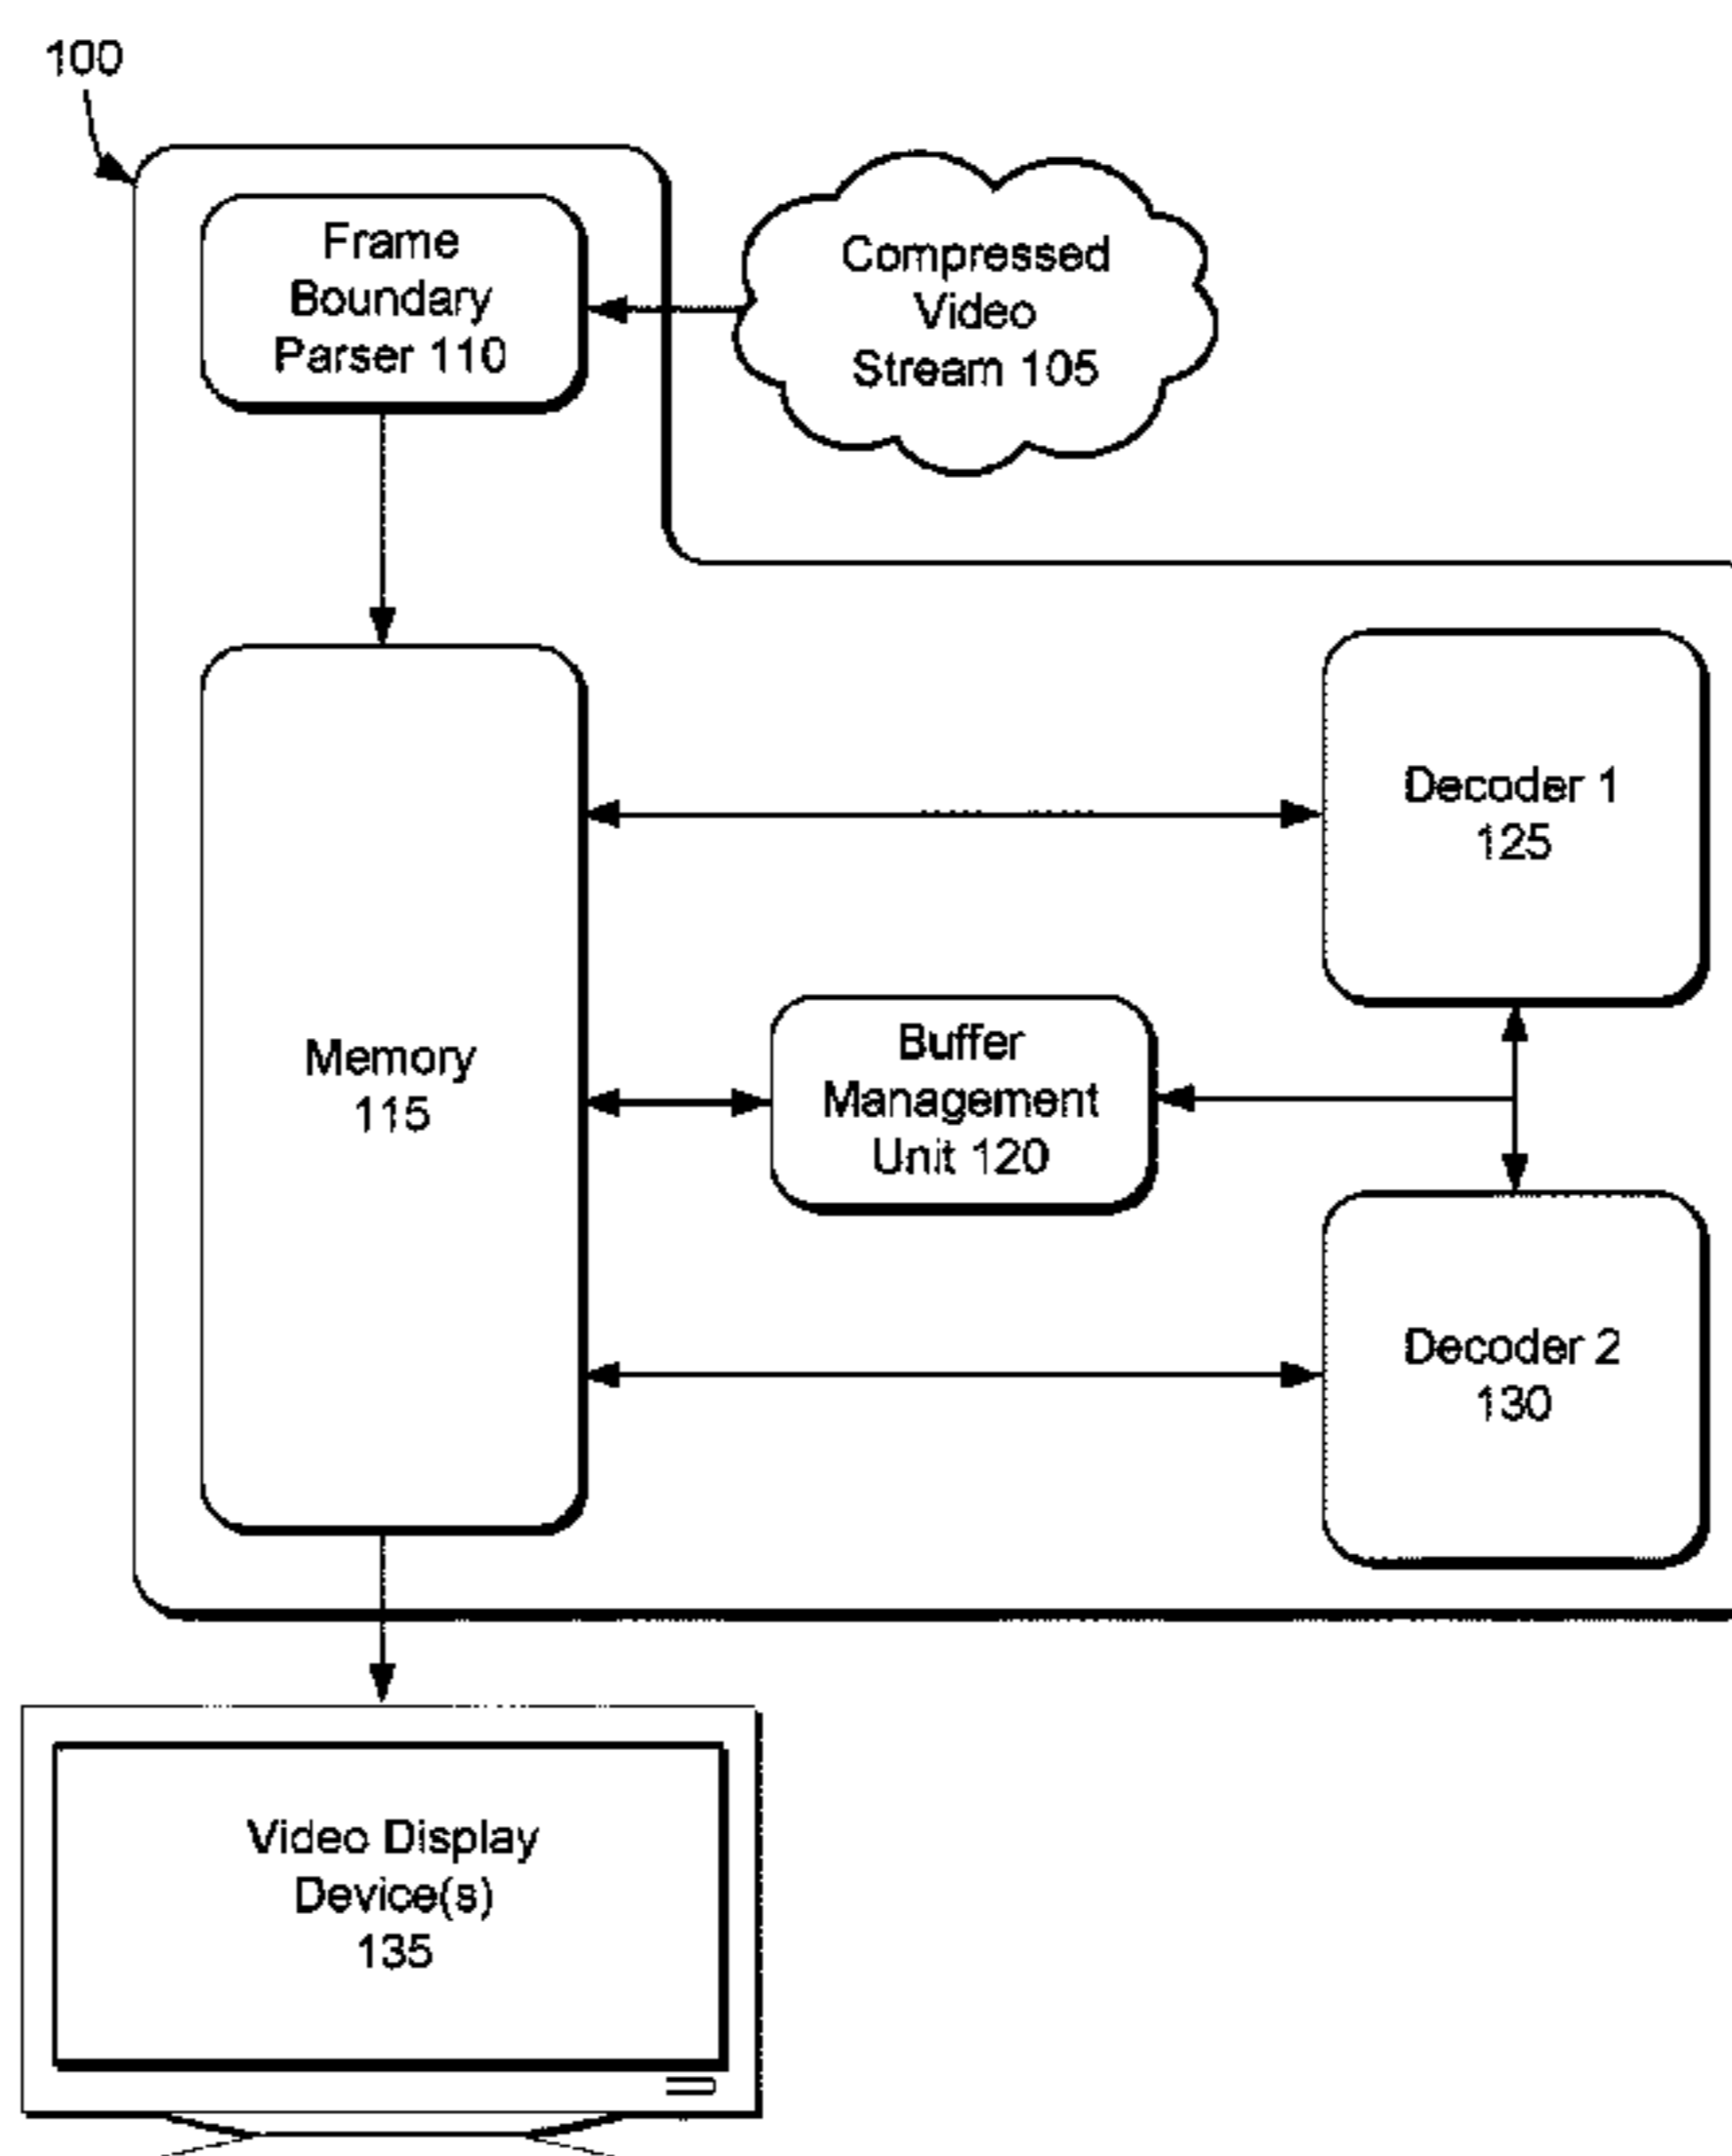 100
Frame
Boundary
Parser 110
Compressed
Video
Stream 105
Decoder 1
125
Memory
115
Buffer
Management
Unit 120
Decoder 2
130
Video Display
Device(s)
135